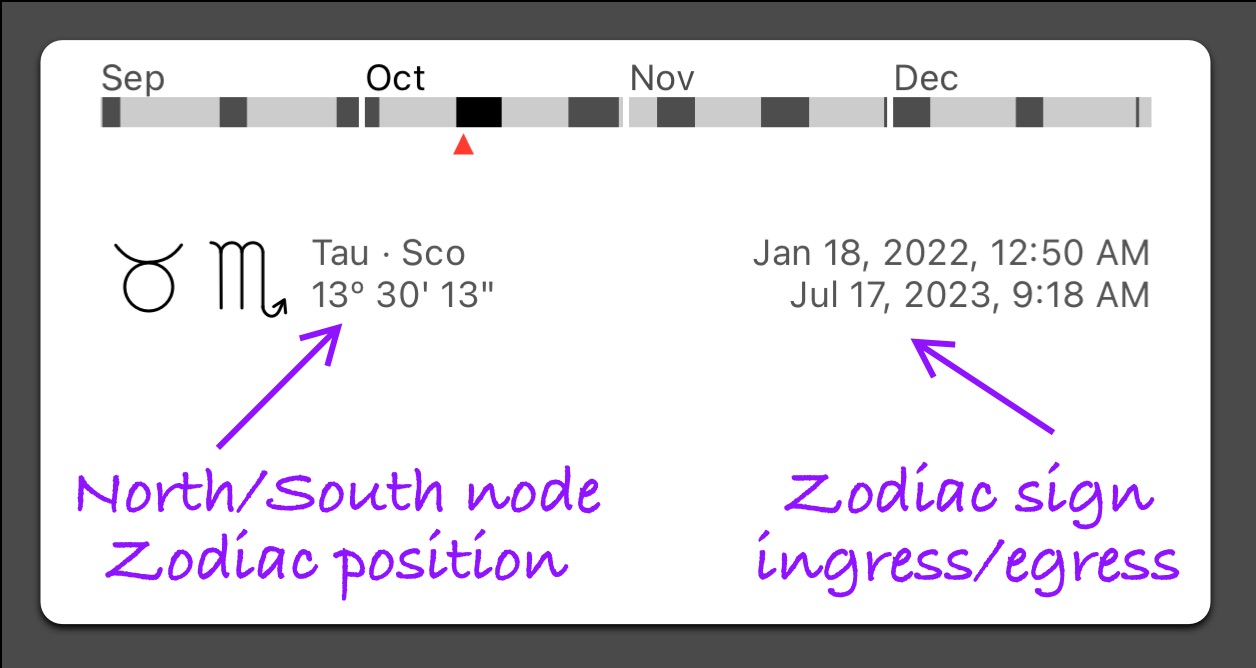 Sep Oct Nov Dec
♉ ♏ Tau · Sco
13° 30' 13"
Jan 18, 2022, 12:50 AM
Jul 17, 2023, 9:18 AM
North/South node
Zodiac position
Zodiac sign
ingress/egress